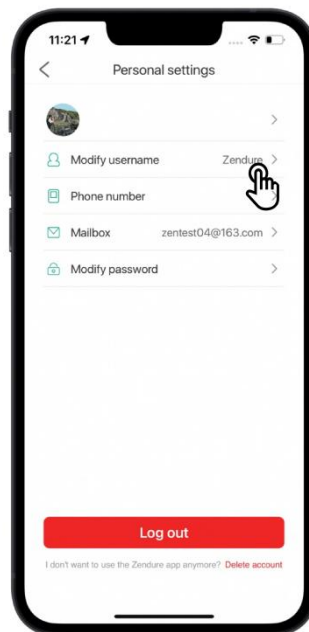 11:21
Personal settings
Modify username Zendure
Phone number
Mailbox zentest04@163.com
Modify password
Log out
I don't want to use the Zendure app anymore? Delete account